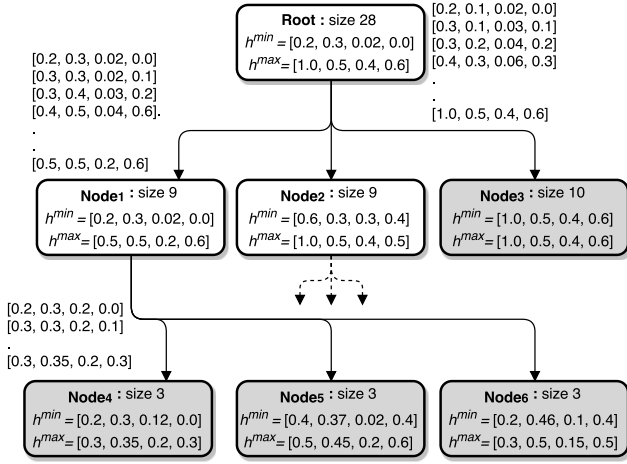 Root : size 28
h^min = [0.2, 0.3, 0.02, 0.0]
h^max = [1.0, 0.5, 0.4, 0.6]
[0.2, 0.1, 0.02, 0.0]
[0.3, 0.1, 0.03, 0.1]
[0.3, 0.2, 0.04, 0.2]
[0.4, 0.3, 0.06, 0.3]
.
.
[1.0, 0.5, 0.4, 0.6]
[0.2, 0.3, 0.02, 0.0]
[0.3, 0.3, 0.02, 0.1]
[0.3, 0.4, 0.03, 0.2]
[0.4, 0.5, 0.04, 0.6].
.
.
[0.5, 0.5, 0.2, 0.6]
Node1 : size 9
h^min = [0.2, 0.3, 0.02, 0.0]
h^max = [0.5, 0.5, 0.2, 0.6]
Node2 : size 9
h^min = [0.6, 0.3, 0.3, 0.4]
h^max = [1.0, 0.5, 0.4, 0.5]
Node3 : size 10
h^min = [1.0, 0.5, 0.4, 0.6]
h^max = [1.0, 0.5, 0.4, 0.6]
[0.2, 0.3, 0.2, 0.0]
[0.3, 0.3, 0.2, 0.1]
.
[0.3, 0.35, 0.2, 0.3]
Node4 : size 3
h^min = [0.2, 0.3, 0.12, 0.0]
h^max = [0.3, 0.35, 0.2, 0.3]
Node5 : size 3
h^min = [0.4, 0.37, 0.02, 0.4]
h^max = [0.5, 0.45, 0.2, 0.6]
Node6 : size 3
h^min = [0.2, 0.46, 0.1, 0.4]
h^max = [0.3, 0.5, 0.15, 0.5]